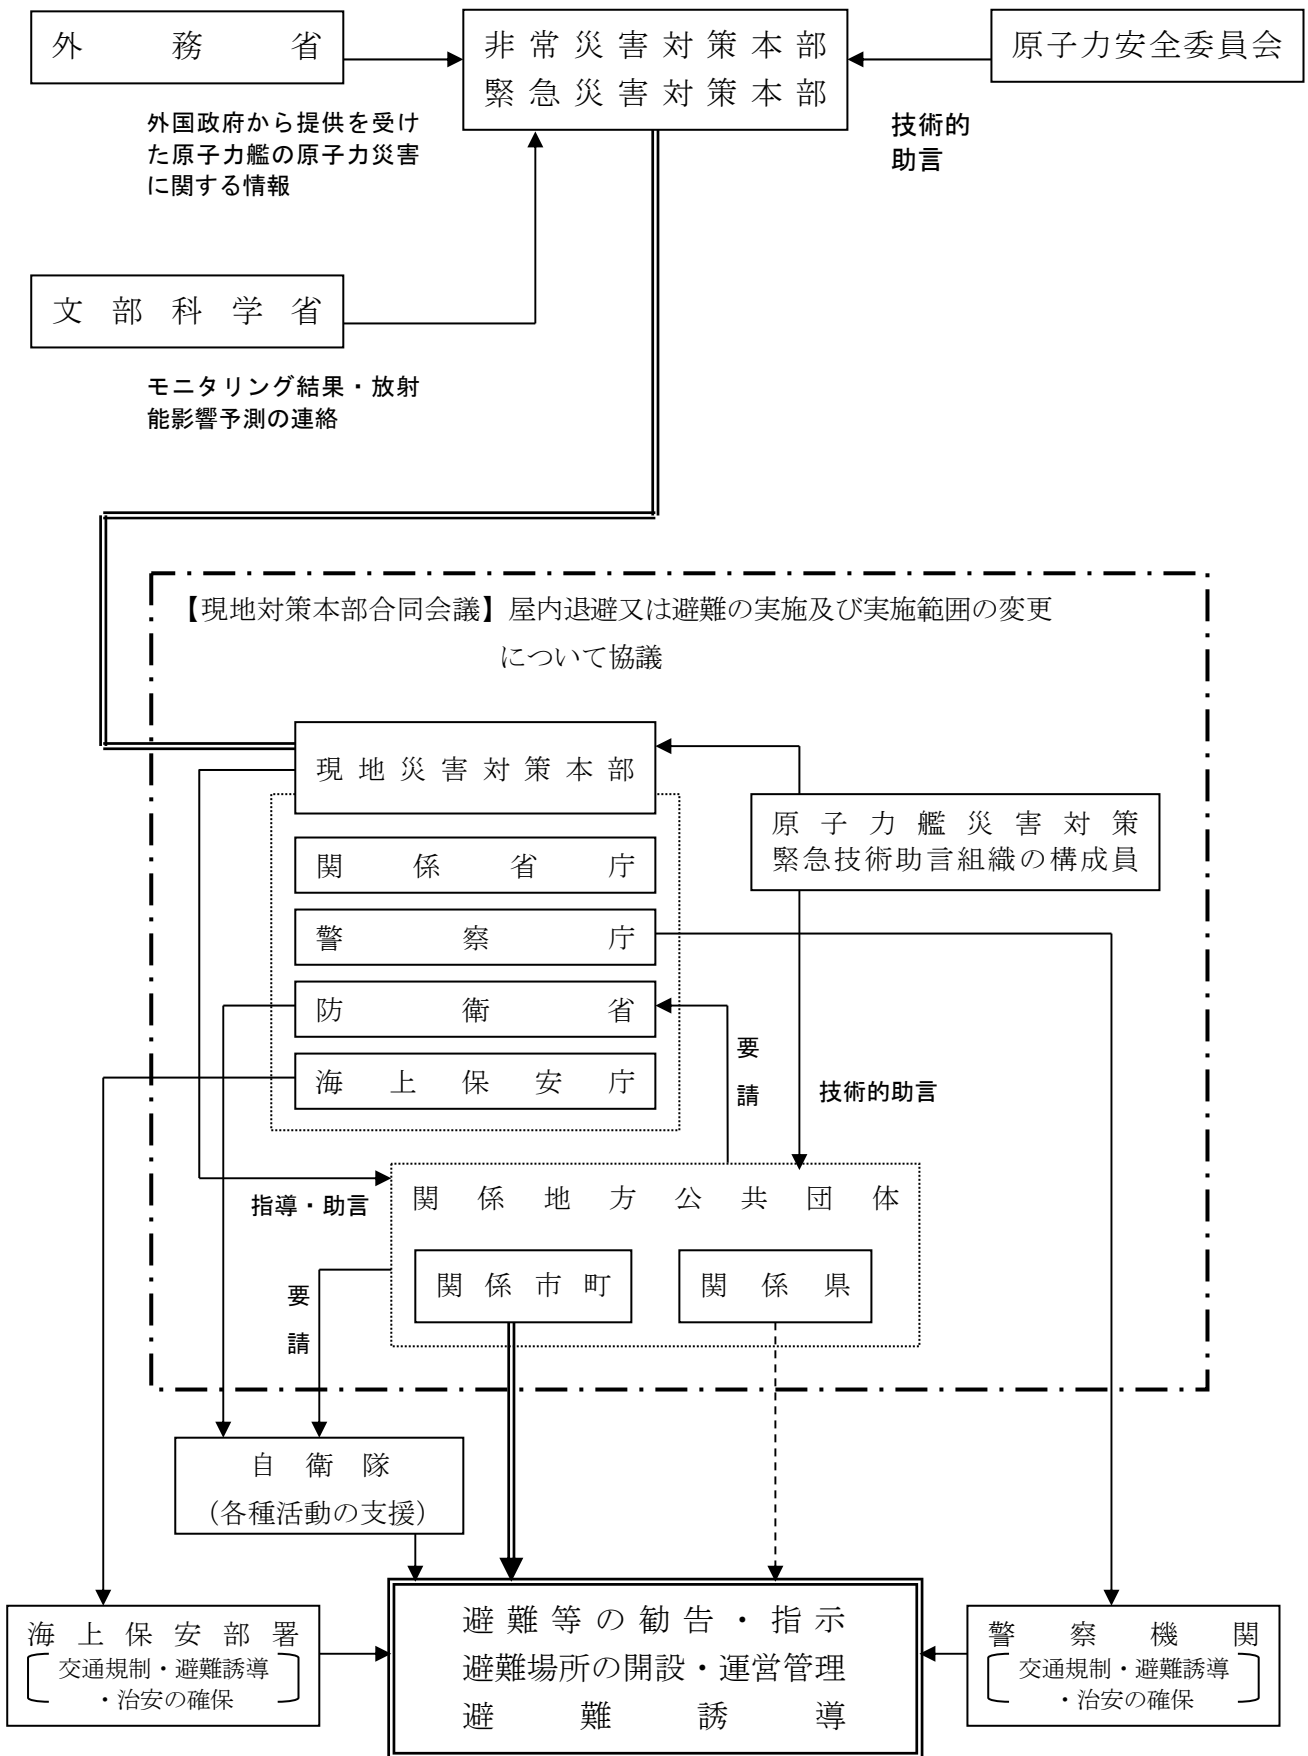 外務省
非常災害対策本部
緊急災害対策本部
原子力安全委員会
外国政府から提供を受け
た原子力艦の原子力災害
に関する情報
技術的
助言
文部科学省
モニタリング結果・放射
能影響予測の連絡
【現地対策本部合同会議】屋内退避又は避難の実施及び実施範囲の変更
について協議
現地災害対策本部
原子力艦災害対策
緊急技術助言組織の構成員
関係省庁
警察庁
防衛省
海上保安庁
要
請
技術的助言
指導・助言
関係地方公共団体
関係市町
関係県
要
請
自衛隊
（各種活動の支援）
海上保安部署
交通規制・避難誘導
・治安の確保
避難等の勧告・指示
避難場所の開設・運営管理
避難誘導
警察機関
交通規制・避難誘導
・治安の確保